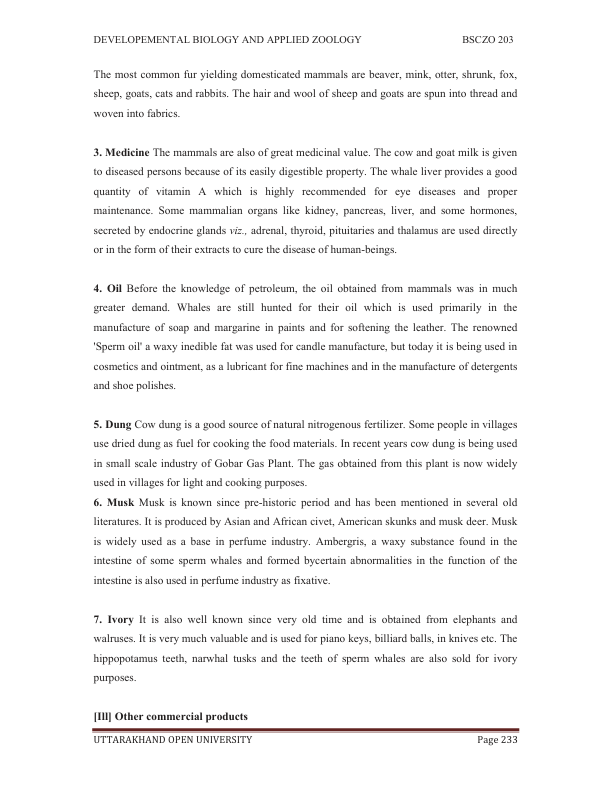 DEVELOPEMENTAL BIOLOGY AND APPLIED ZOOLOGY BSCZO 203
The most common fur yielding domesticated mammals are beaver, mink, otter, shrunk, fox,
sheep, goats, cats and rabbits. The hair and wool of sheep and goats are spun into thread and
woven into fabrics.
3. Medicine The mammals are also of great medicinal value. The cow and goat milk is given
to diseased persons because of its easily digestible property. The whale liver provides a good
quantity of vitamin A which is highly recommended for eye diseases and proper
maintenance. Some mammalian organs like kidney, pancreas, liver, and some hormones,
secreted by endocrine glands viz., adrenal, thyroid, pituitaries and thalamus are used directly
or in the form of their extracts to cure the disease of human-beings.
4. Oil Before the knowledge of petroleum, the oil obtained from mammals was in much
greater demand. Whales are still hunted for their oil which is used primarily in the
manufacture of soap and margarine in paints and for softening the leather. The renowned
'Sperm oil' a waxy inedible fat was used for candle manufacture, but today it is being used in
cosmetics and ointment, as a lubricant for fine machines and in the manufacture of detergents
and shoe polishes.
5. Dung Cow dung is a good source of natural nitrogenous fertilizer. Some people in villages
use dried dung as fuel for cooking the food materials. In recent years cow dung is being used
in small scale industry of Gobar Gas Plant. The gas obtained from this plant is now widely
used in villages for light and cooking purposes.
6. Musk Musk is known since pre-historic period and has been mentioned in several old
literatures. It is produced by Asian and African civet, American skunks and musk deer. Musk
is widely used as a base in perfume industry. Ambergris, a waxy substance found in the
intestine of some sperm whales and formed bycertain abnormalities in the function of the
intestine is also used in perfume industry as fixative.
7. Ivory It is also well known since very old time and is obtained from elephants and
walruses. It is very much valuable and is used for piano keys, billiard balls, in knives etc. The
hippopotamus teeth, narwhal tusks and the teeth of sperm whales are also sold for ivory
purposes.
[Ill] Other commercial products
UTTARAKHAND OPEN UNIVERSITY Page 233